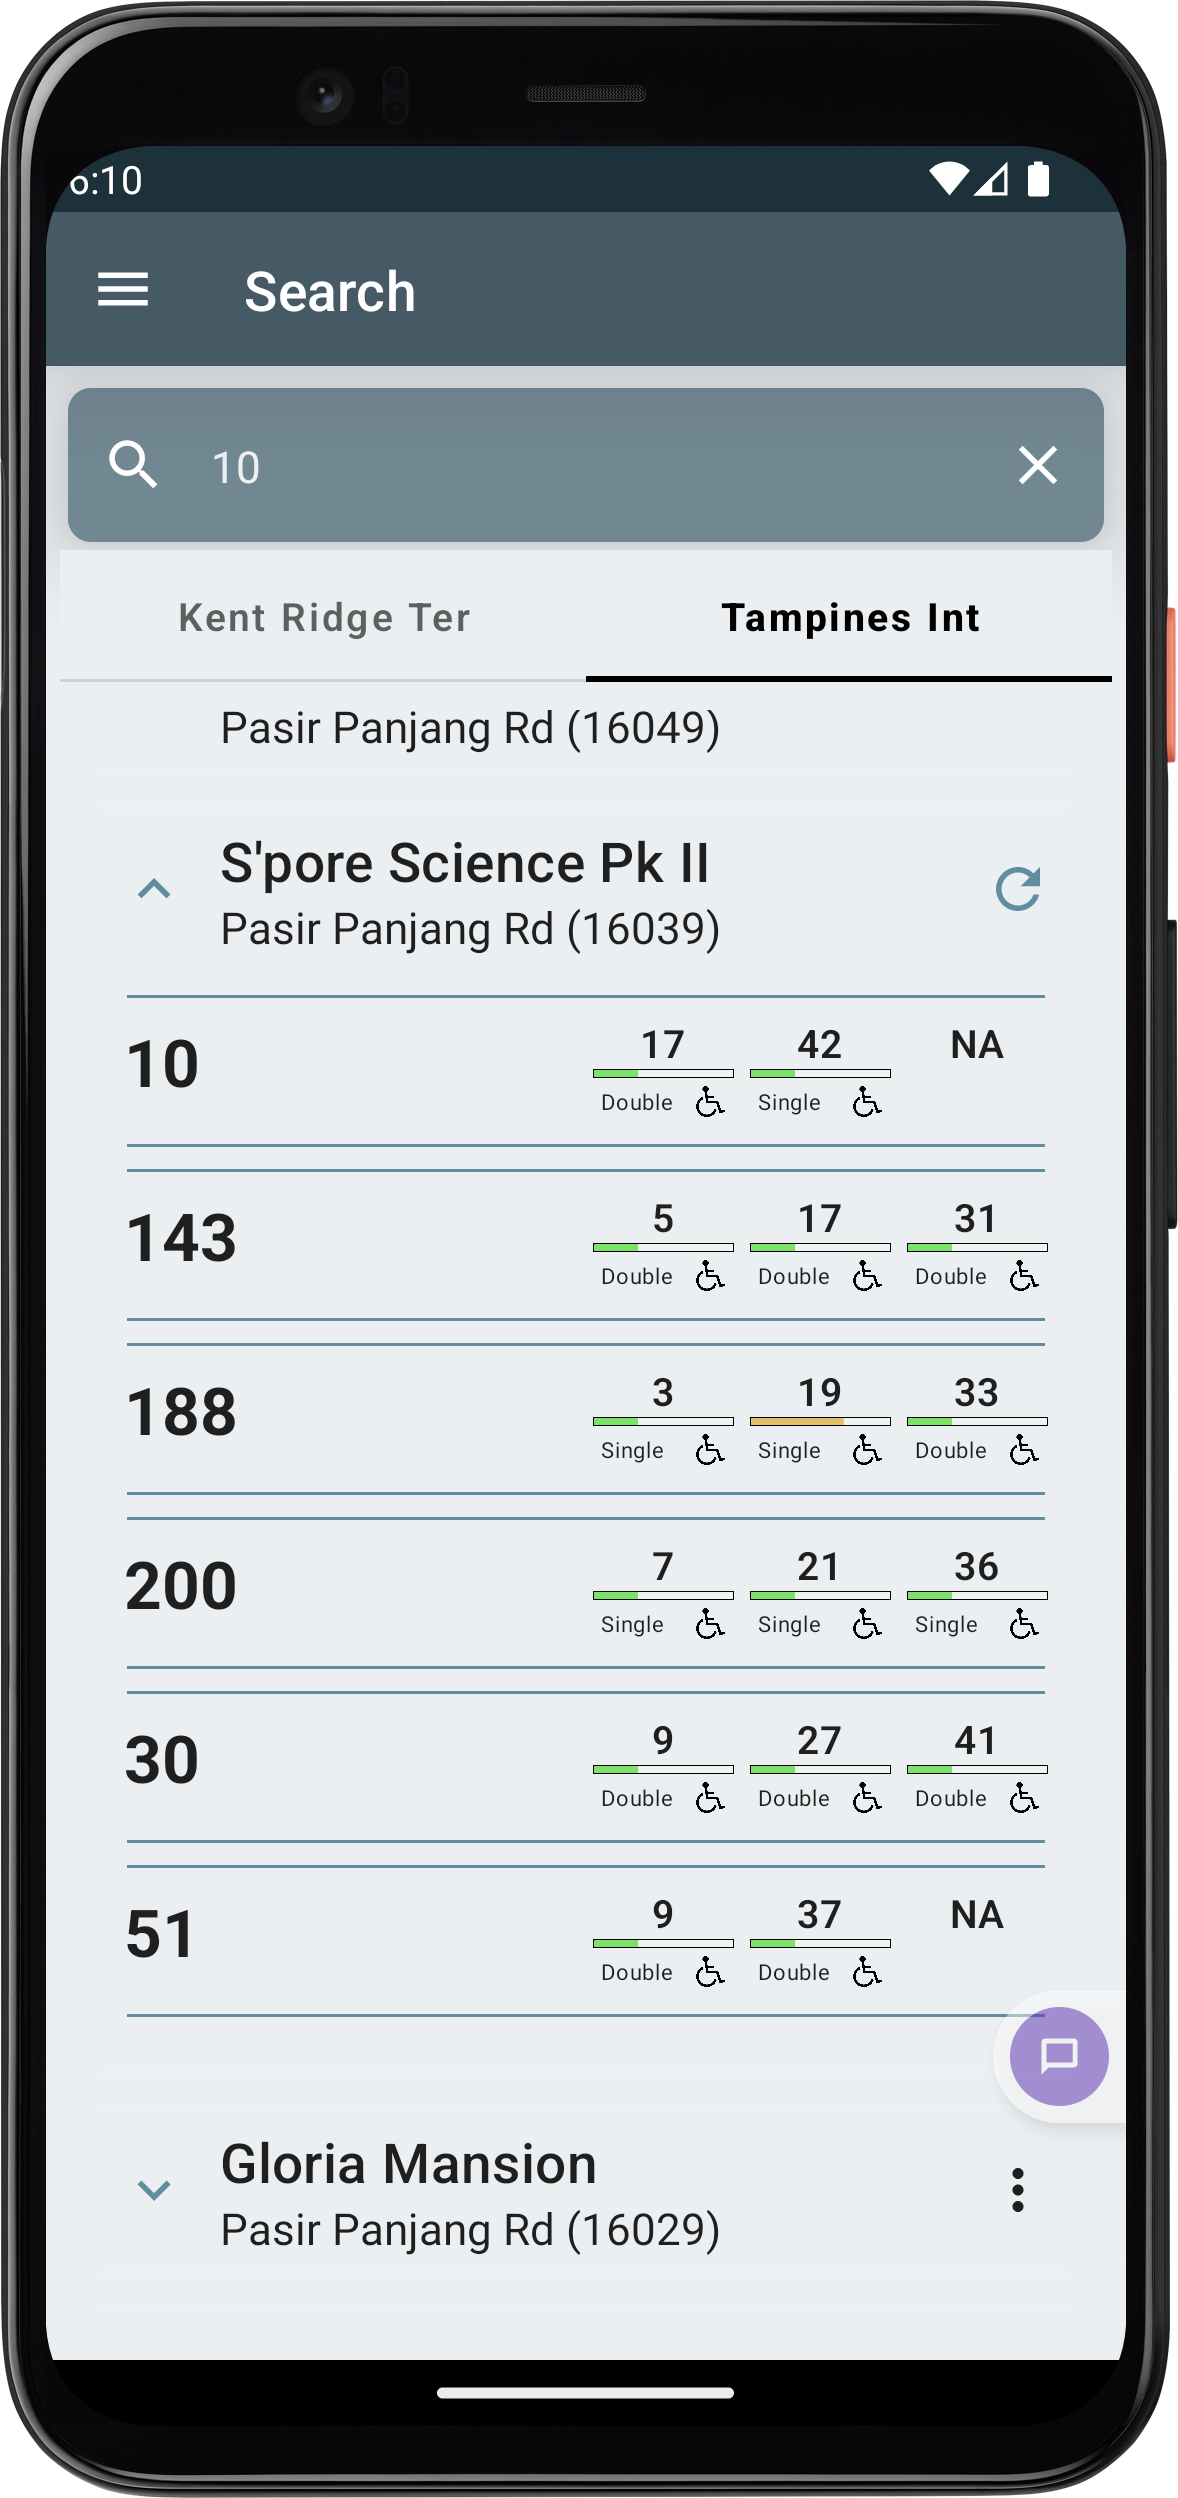 Search
10
Kent Ridge Ter Tampines Int
Pasir Panjang Rd (16049)
S'pore Science Pk II
Pasir Panjang Rd (16039)
10 17 42 NA
Double Single
143 5 17 31
Double Double Double
188 3 19 33
Single Single Double
200 7 21 36
Single Single Single
30 9 27 41
Double Double Double
51 9 37 NA
Double Double
Gloria Mansion
Pasir Panjang Rd (16029)